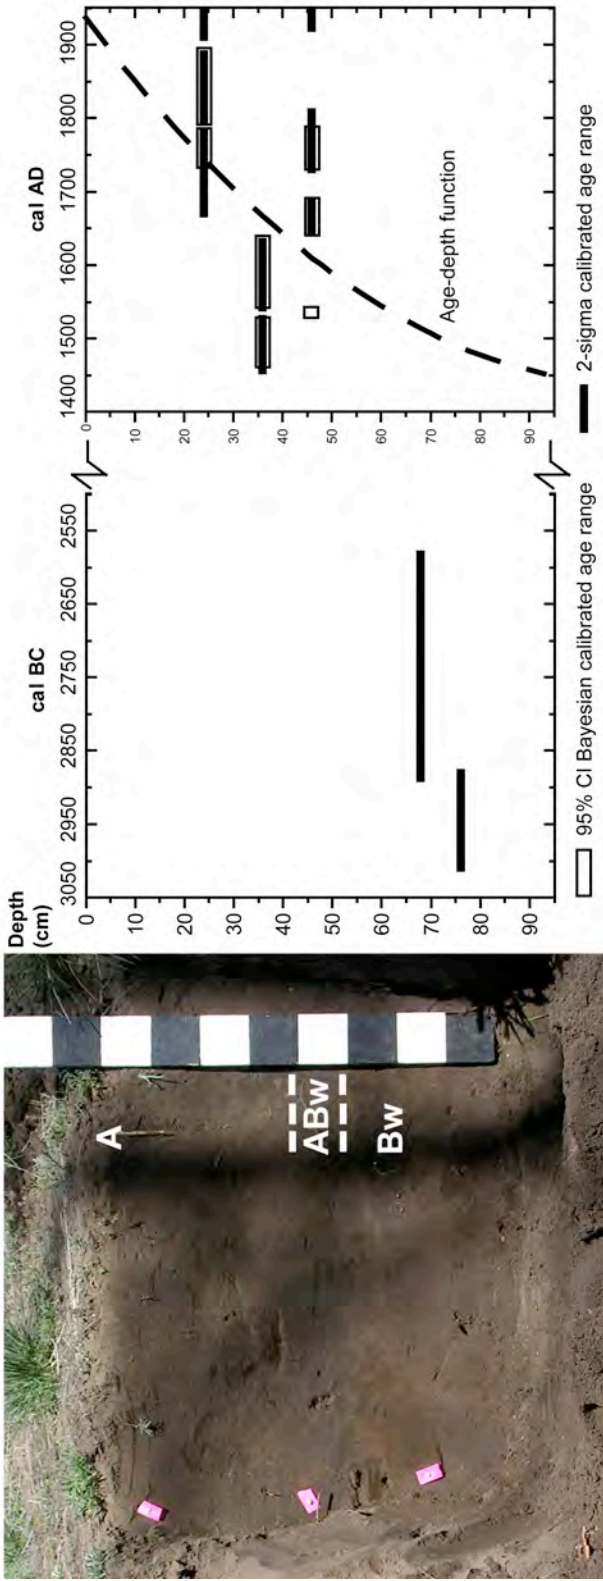 A
ABw
Bw
Depth
(cm)
cal BC
3050 2950 2850 2750 2650 2550
0
10
20
30
40
50
60
70
80
90
cal AD
1400 1500 1600 1700 1800 1900
0
10
20
30
40
50
60
70
80
90
Age-depth function
95% CI Bayesian calibrated age range
2-sigma calibrated age range